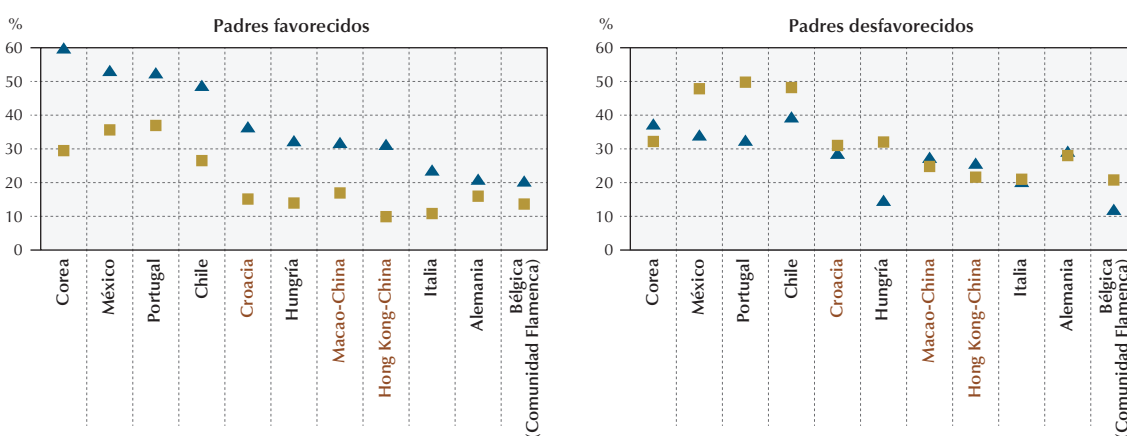 %
Padres favorecidos
60
50
40
30
20
10
0
Corea
México
Portugal
Chile
Croacia
Hungría
Macao-China
Hong Kong-China
Italia
Alemania
Bélgica
(Comunidad Flamenca)
%
Padres desfavorecidos
60
50
40
30
20
10
0
Corea
México
Portugal
Chile
Croacia
Hungría
Macao-China
Hong Kong-China
Italia
Alemania
Bélgica
(Comunidad Flamenca)